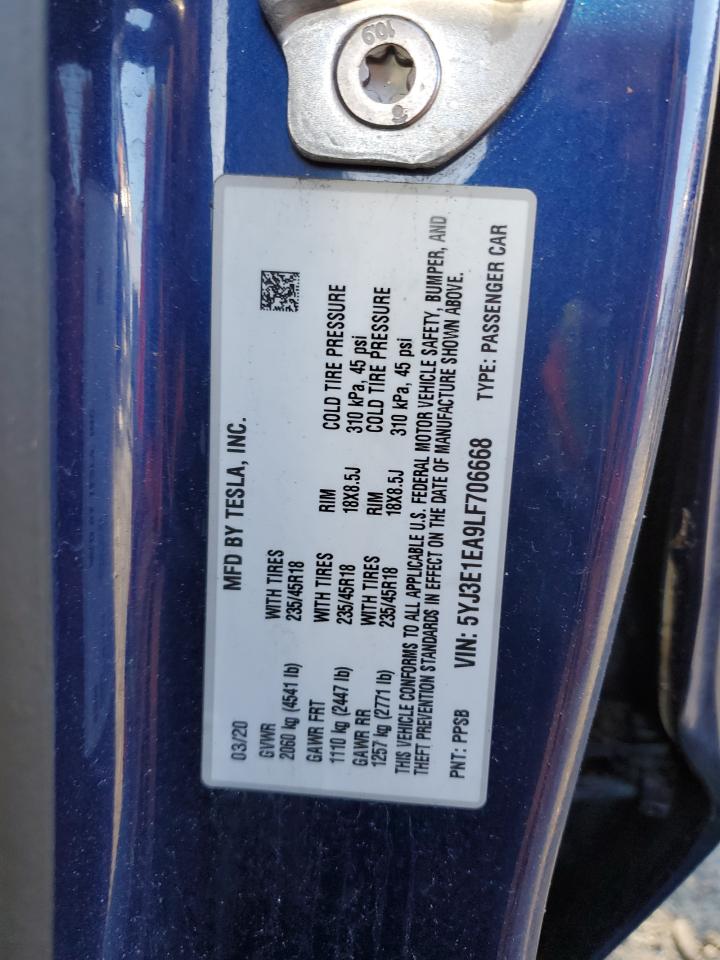 109
03/20 MFD BY TESLA, INC.
GVWR WITH TIRES
2060 kg (4541 lb) 235/45R18
GAWR FRT WITH TIRES RIM COLD TIRE PRESSURE
1110 kg (2447 lb) 235/45R18 18X8.5J 310 kPa, 45 psi
GAWR RR WITH TIRES RIM COLD TIRE PRESSURE
1257 kg (2771 lb) 235/45R18 18X8.5J 310 kPa, 45 psi
THIS VEHICLE CONFORMS TO ALL APPLICABLE U.S. FEDERAL MOTOR VEHICLE SAFETY, BUMPER, AND
THEFT PREVENTION STANDARDS IN EFFECT ON THE DATE OF MANUFACTURE SHOWN ABOVE.
PNT: PPSB VIN: 5YJ3E1EA9LF706668 TYPE: PASSENGER CAR